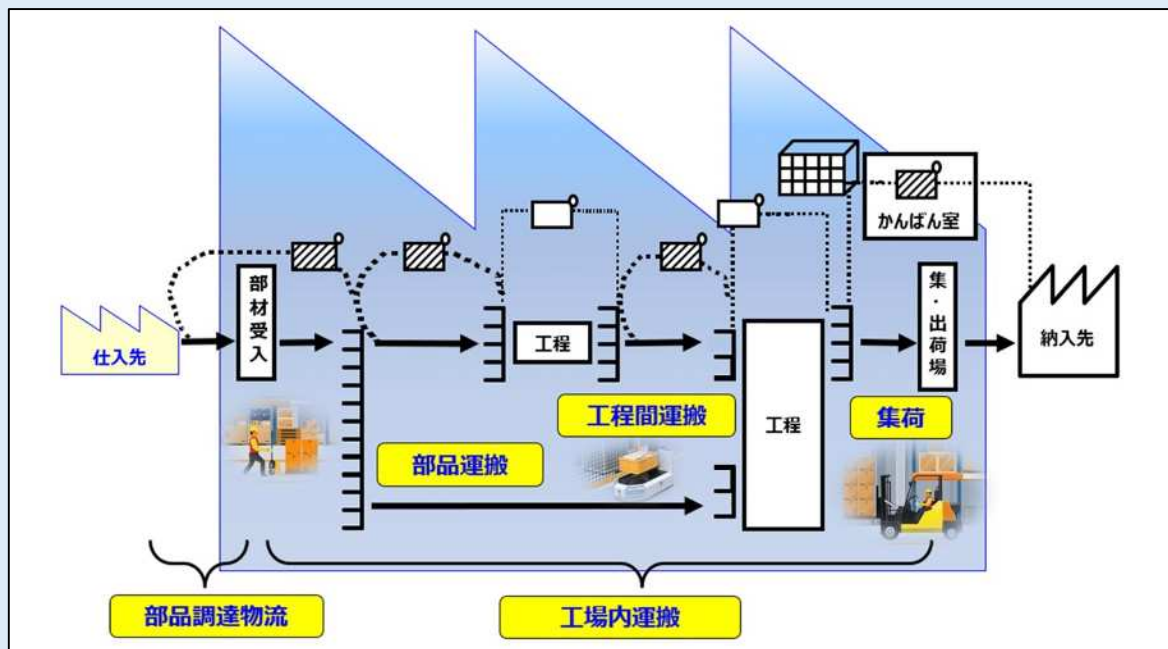 かんばん室
仕入先
部材受入
工程
工程
集・出荷場
納入先
部品運搬
工程間運搬
集荷
部品調達物流
工場内運搬